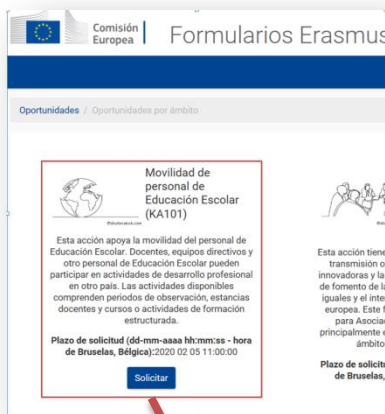 Comisión
Europea
Formularios Erasmus
Oportunidades / Oportunidades por ámbito
Movilidad de
personal de
Educación Escolar
(KA101)
Esta acción apoya la movilidad del personal de
Educación Escolar. Docentes, equipos directivos y
otro personal de Educación Escolar pueden
participar en actividades de desarrollo profesional
en otro país. Las actividades disponibles
comprenden periodos de observación, estancias
docentes y cursos o actividades de formación
estructurada.
Plazo de solicitud (dd-mm-aaaa hh:mm:ss - hora
de Bruselas, Bélgica):2020 02 05 11:00:00
Solicitar
Esta acción tiene
transmisión o
innovadoras y la
de fomento de la
iguales y el inter
europea. Este f
para Asocia
principalmente e
ámbito
Plazo de solicitu
de Bruselas,